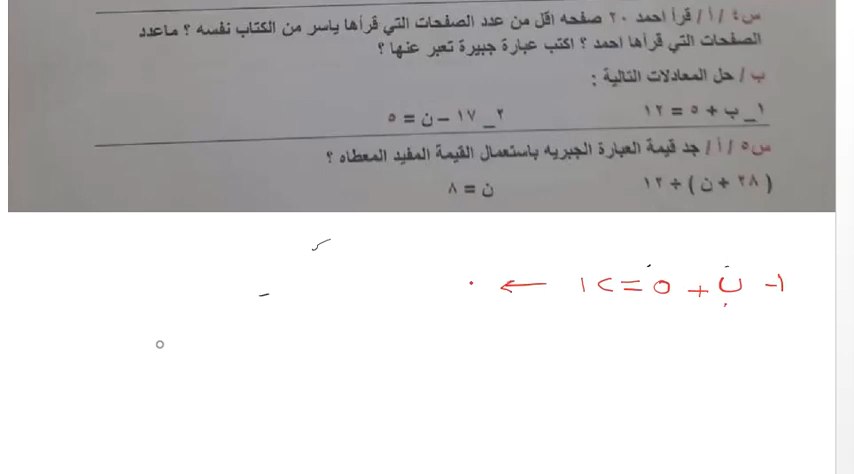 س٤ / أ / قرأ احمد ٢٠ صفحه اقل من عدد الصفحات التي قرأها ياسر من الكتاب نفسه ؟ ماعدد
الصفحات التي قرأها احمد ؟ اكتب عبارة جبيرة تعبر عنها ؟
ب / حل المعادلات التالية :
١_ ب + ٥ = ١٢ ٢_ ١٧ – ن = ٥
س٥ / أ / جد قيمة العبارة الجبريه باستعمال القيمة المفيد المعطاه ؟
( ٢٨ + ن ) ÷ ١٢ ن = ٨
١- ب + ٥ = ١٢ ←